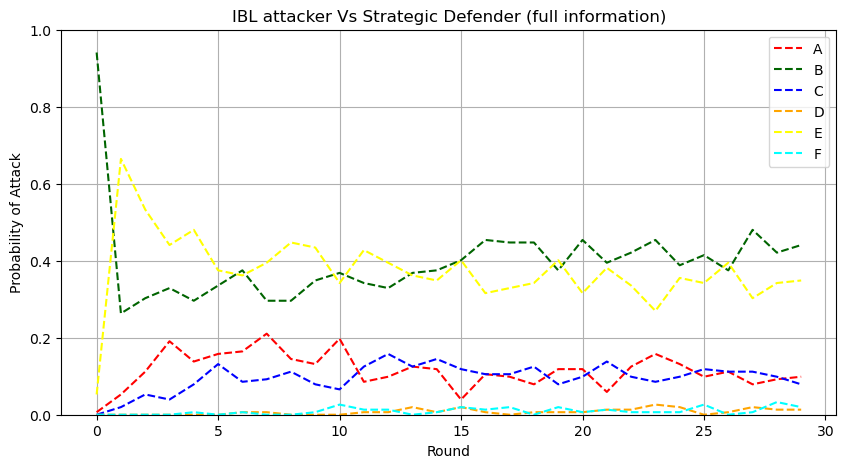 IBL attacker Vs Strategic Defender (full information)
1.0
0.8
0.6
0.4
0.2
0.0
Probability of Attack
0 5 10 15 20 25 30
Round
A
B
C
D
E
F